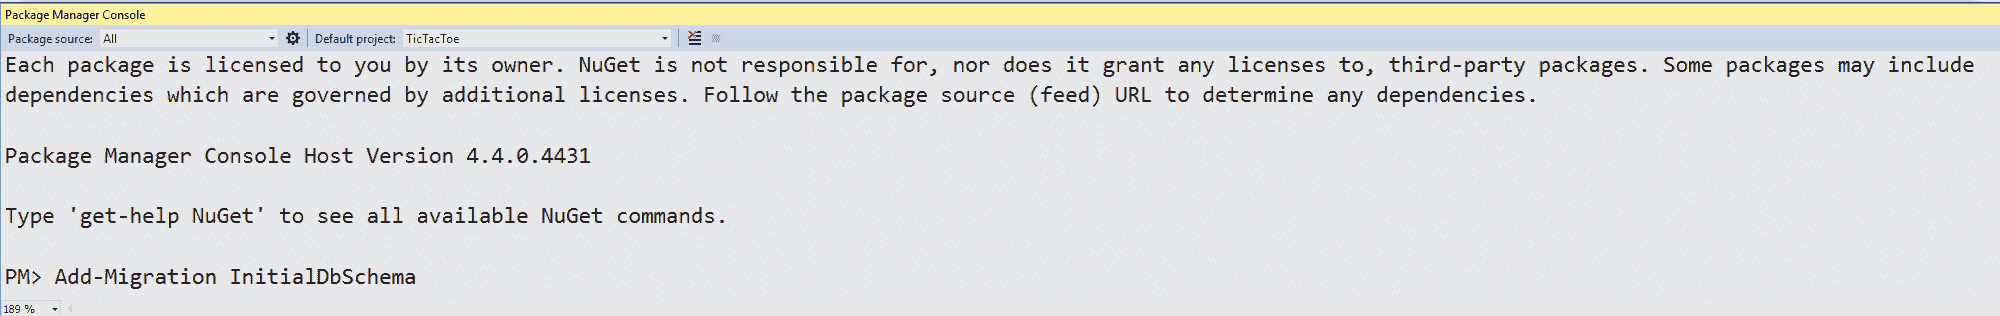 Package Manager Console
Package source: All Default project: TicTacToe
Each package is licensed to you by its owner. NuGet is not responsible for, nor does it grant any licenses to, third-party packages. Some packages may include
dependencies which are governed by additional licenses. Follow the package source (feed) URL to determine any dependencies.
Package Manager Console Host Version 4.4.0.4431
Type 'get-help NuGet' to see all available NuGet commands.
PM> Add-Migration InitialDbSchema
189 %